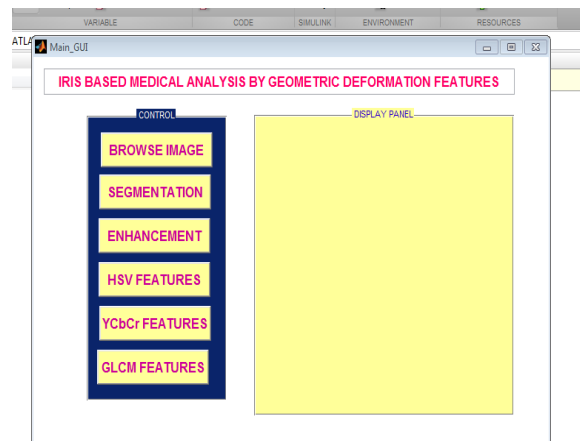 VARIABLE CODE SIMULINK ENVIRONMENT RESOURCES
ATLA
Main_GUI
IRIS BASED MEDICAL ANALYSIS BY GEOMETRIC DEFORMATION FEATURES
CONTROL
BROWSE IMAGE
SEGMENTATION
ENHANCEMENT
HSV FEATURES
YCbCr FEATURES
GLCM FEATURES
DISPLAY PANEL